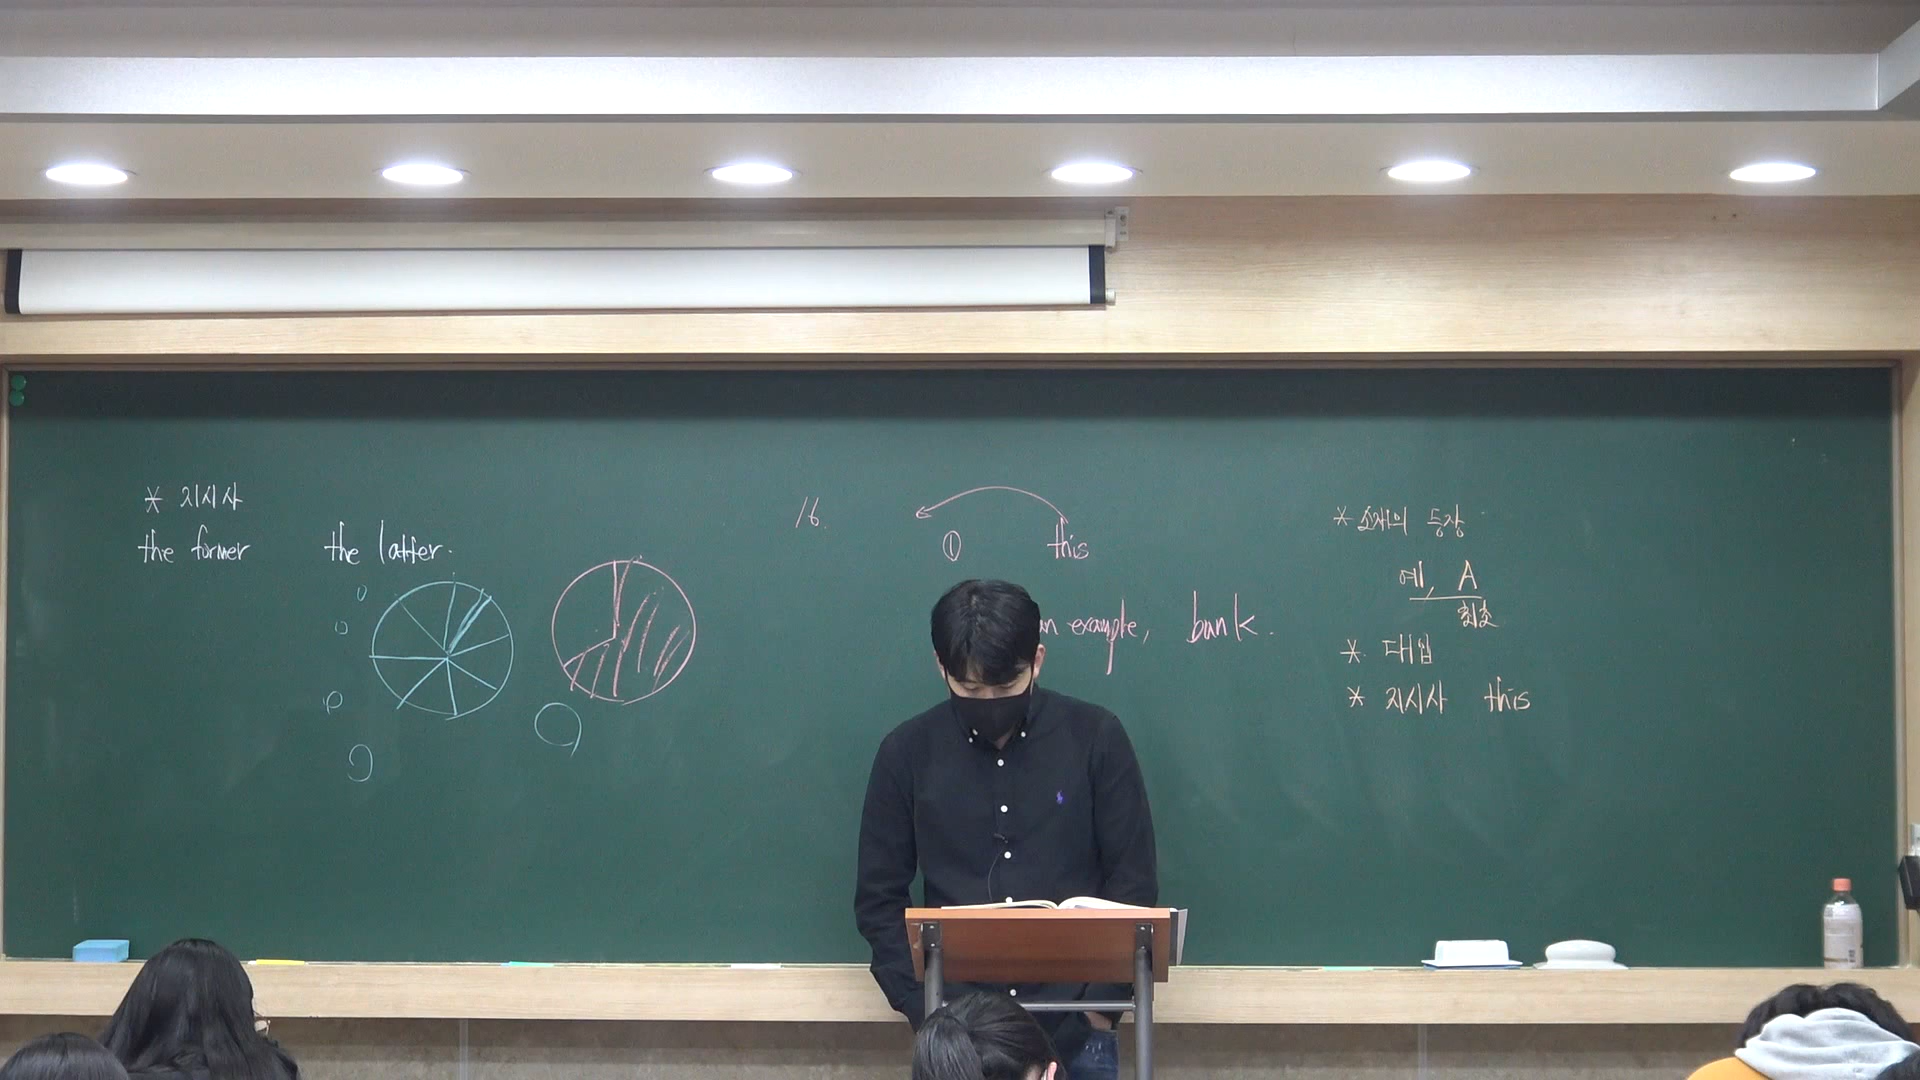 * 지시사
the former the latter.
16.
① this
an example, bank.
* 소재의 등장
예, A
최초
* 대립
* 지시사 this